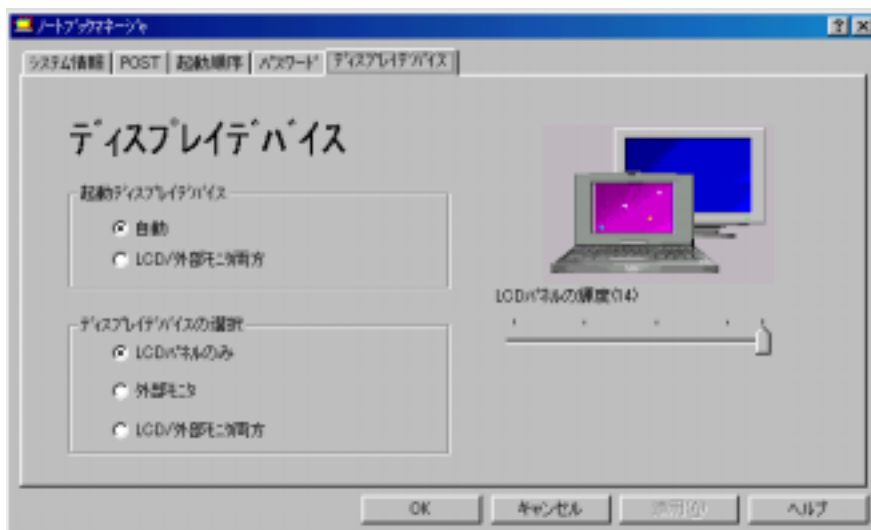 ノートブックマネージャ
システム情報 POST 起動順序 パスワード ディスプレイデバイス
ディスプレイデバイス
起動ディスプレイデバイス
自動
LCD/外部モニタ両方
LCDパネルの輝度(14)
ディスプレイデバイスの選択
LCDパネルのみ
外部モニタ
LCD/外部モニタ両方
OK キャンセル 適用(A) ヘルプ